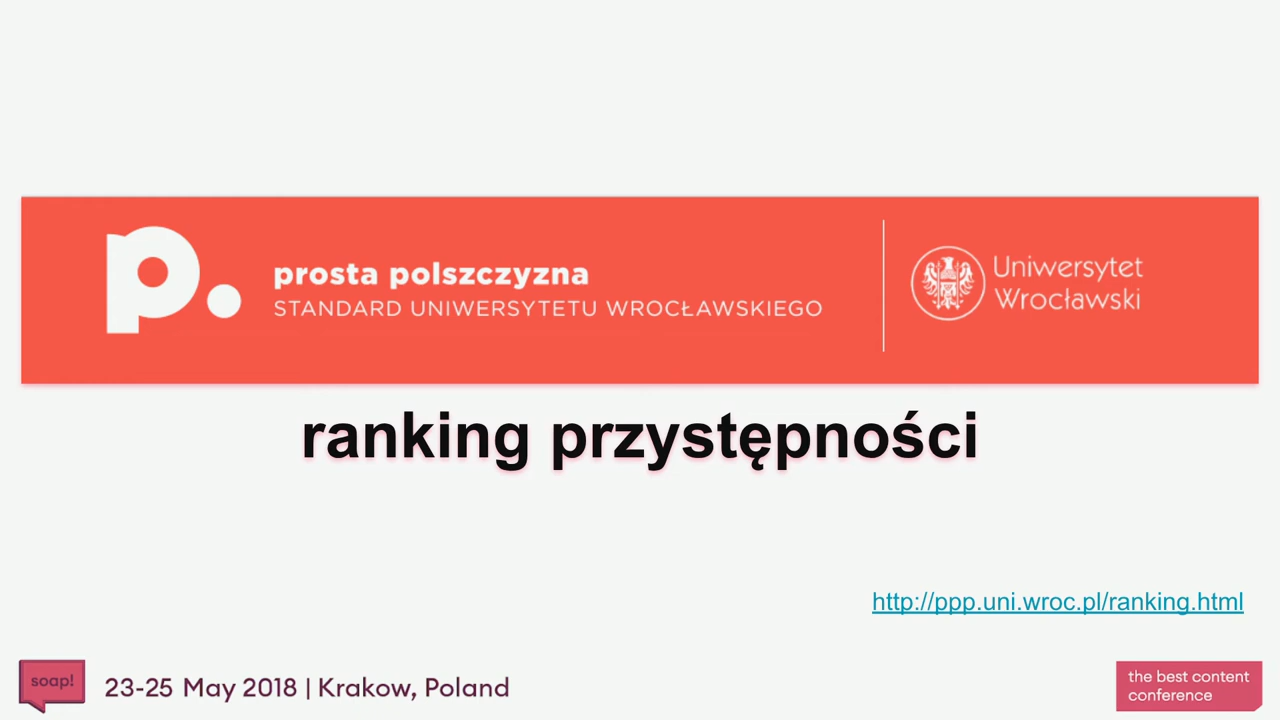 p.
prosta polszczyzna
STANDARD UNIWERSYTETU WROCŁAWSKIEGO
Uniwersytet
Wrocławski
ranking przystępności
http://ppp.uni.wroc.pl/ranking.html
soap!
23-25 May 2018 | Krakow, Poland
the best content
conference